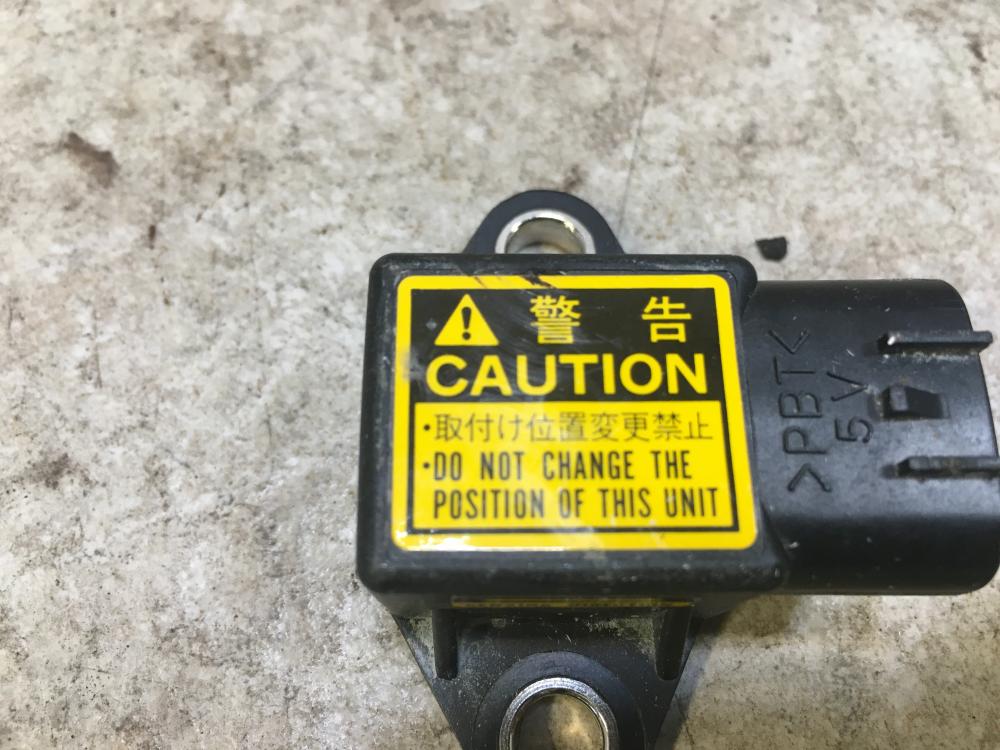 警告
CAUTION
・取付け位置変更禁止
・DO NOT CHANGE THE
POSITION OF THIS UNIT
>PBT<
5V